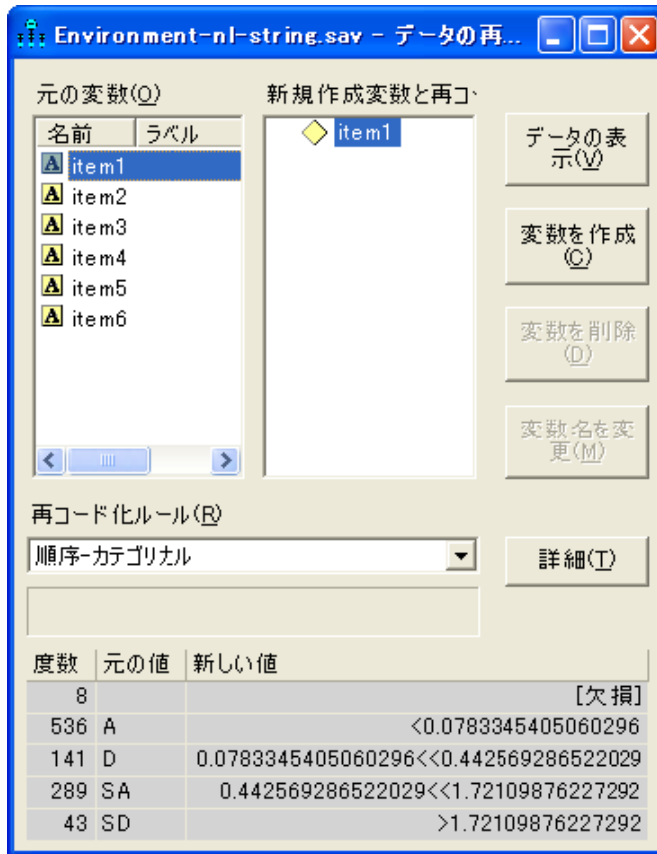 Environment-nl-string.sav - データの再...
元の変数(O)
新規作成変数と再コ
名前 ラベル
item1
item2
item3
item4
item5
item6
item1
データの表
示(V)
変数を作成
(C)
変数を削除
(D)
変数名を変
更(M)
再コード化ルール(R)
順序-カテゴリカル
詳細(T)
度数 元の値 新しい値
8 [欠損]
536 A <0.0783345405060296
141 D 0.0783345405060296<<0.442569286522029
289 SA 0.442569286522029<<1.72109876227292
43 SD >1.72109876227292